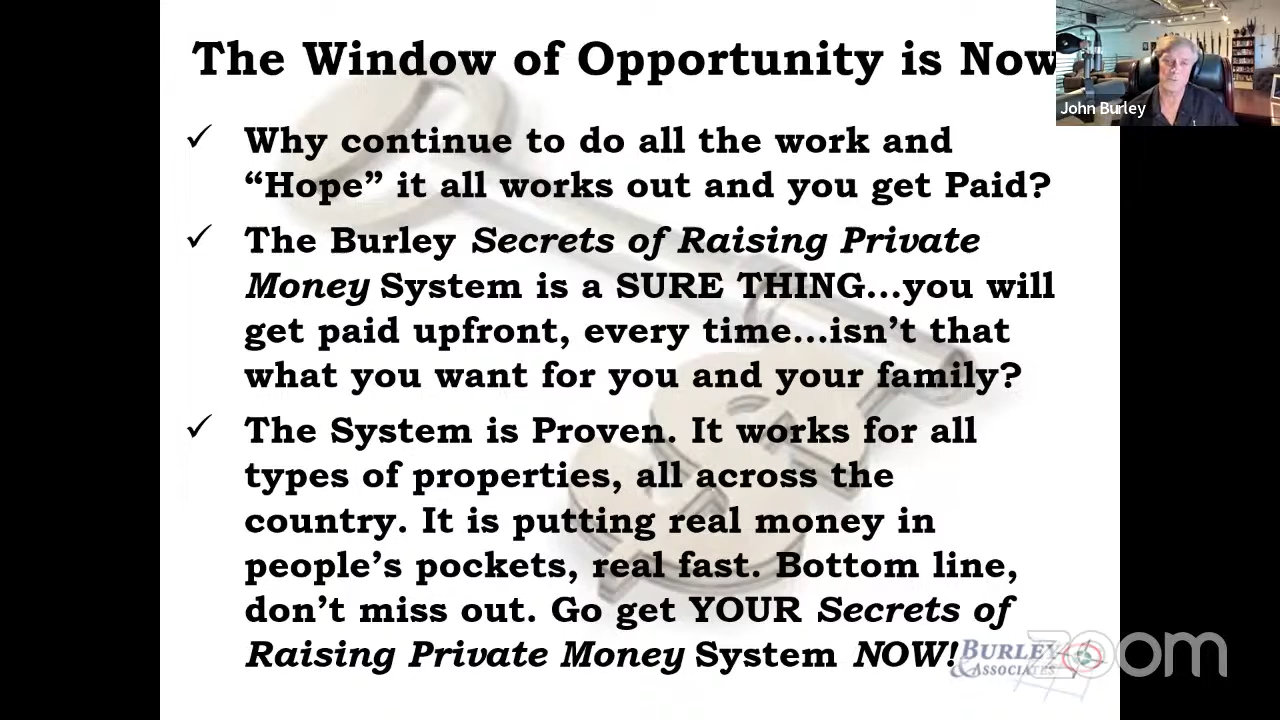 The Window of Opportunity is Now
John Burley
✓ Why continue to do all the work and
“Hope” it all works out and you get Paid?
✓ The Burley Secrets of Raising Private
Money System is a SURE THING...you will
get paid upfront, every time...isn’t that
what you want for you and your family?
✓ The System is Proven. It works for all
types of properties, all across the
country. It is putting real money in
people’s pockets, real fast. Bottom line,
don’t miss out. Go get YOUR Secrets of
Raising Private Money System NOW!
BURLEY
& ASSOCIATES
zoom